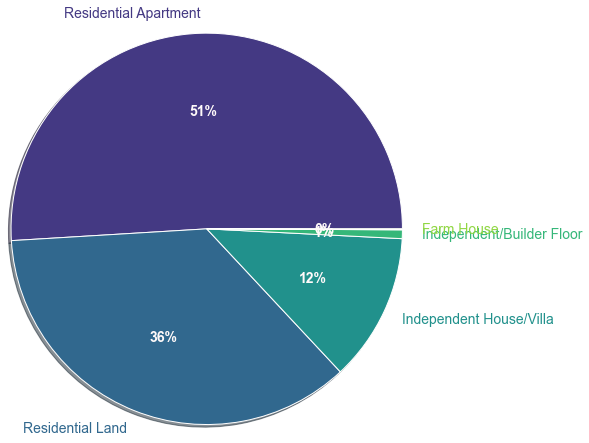 Residential Apartment
51%
Farm House
Independent/Builder Floor
12%
Independent House/Villa
36%
Residential Land